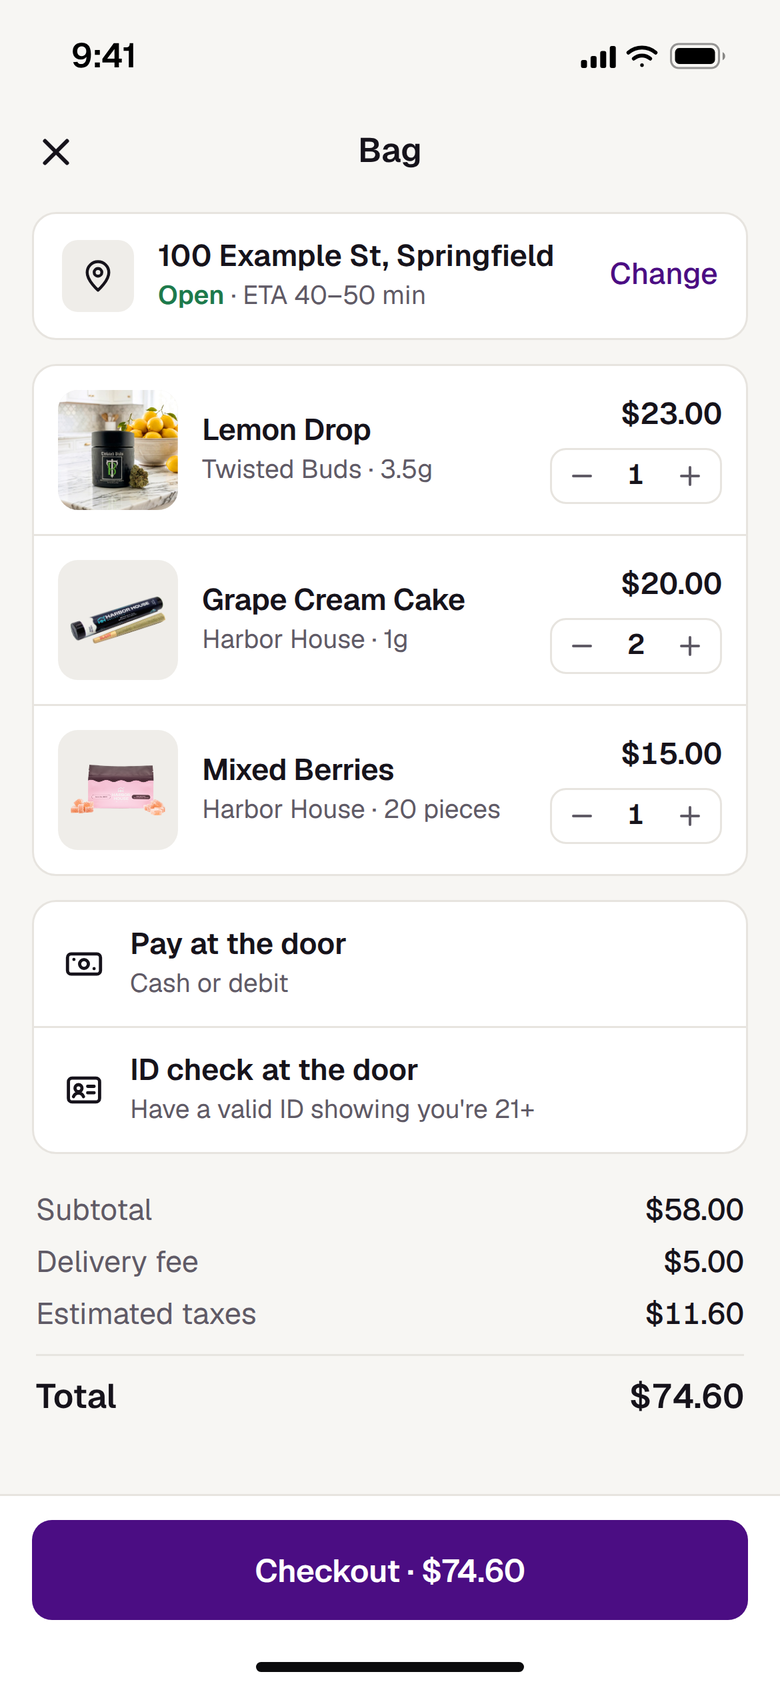 9:41
Bag
100 Example St, Springfield
Open · ETA 40–50 min
Change
Lemon Drop
Twisted Buds · 3.5g
$23.00
1
Grape Cream Cake
Harbor House · 1g
$20.00
2
HARBOR HOUSE
Mixed Berries
Harbor House · 20 pieces
$15.00
1
Pay at the door
Cash or debit
ID check at the door
Have a valid ID showing you're 21+
Subtotal $58.00
Delivery fee $5.00
Estimated taxes $11.60
Total $74.60
Checkout · $74.60